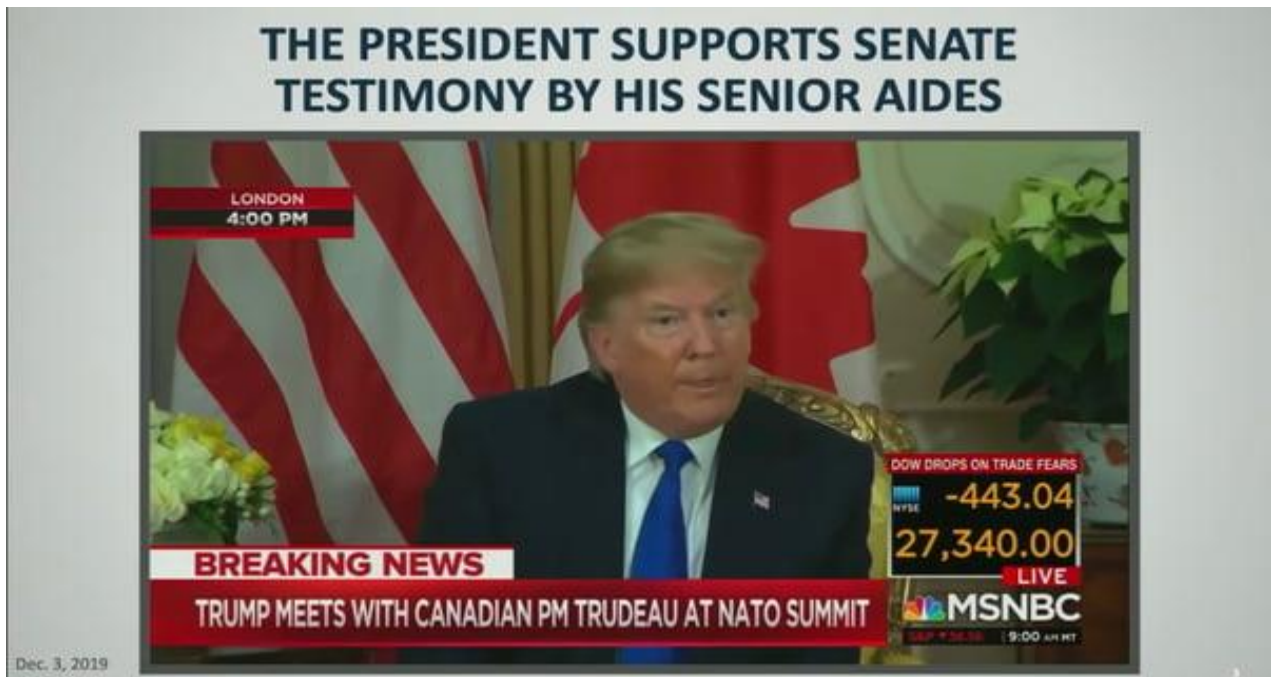 THE PRESIDENT SUPPORTS SENATE
TESTIMONY BY HIS SENIOR AIDES
LONDON
4:00 PM
DOW DROPS ON TRADE FEARS
NYSE
-443.04
27,340.00
LIVE
BREAKING NEWS
TRUMP MEETS WITH CANADIAN PM TRUDEAU AT NATO SUMMIT
MSNBC
S&P
9:00 AM MT
Dec. 3, 2019